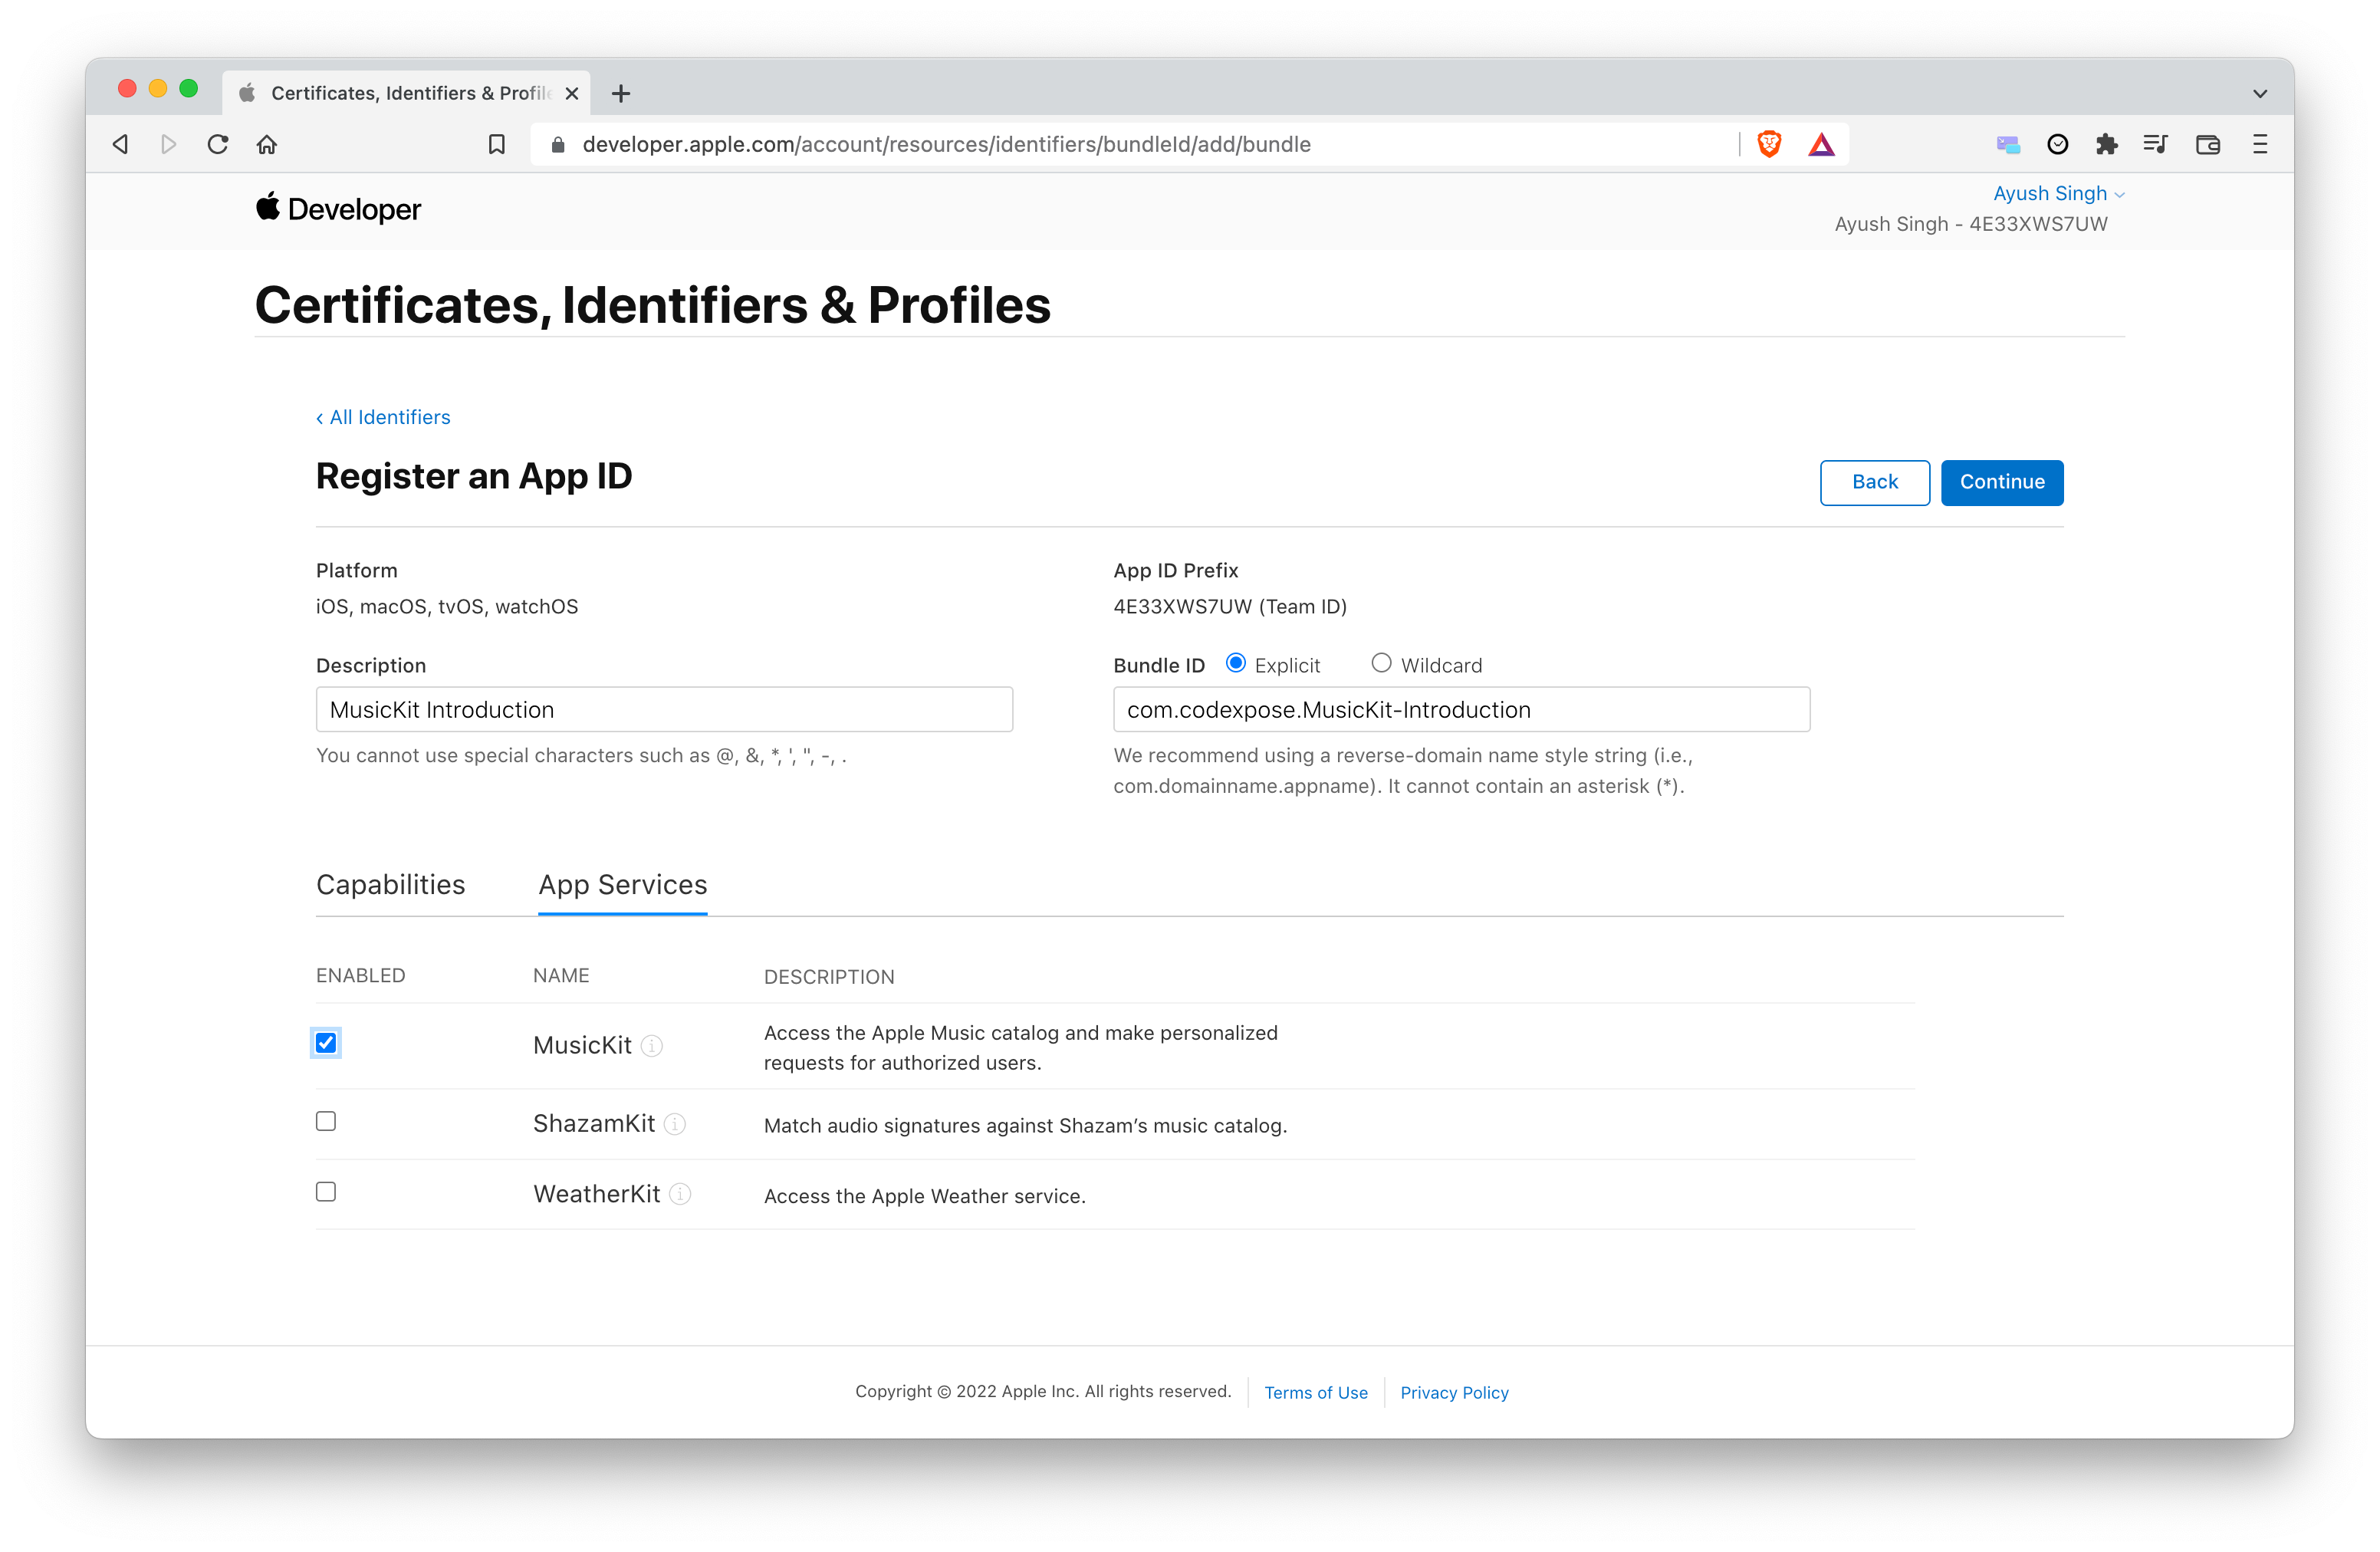 Certificates, Identifiers & Profile
developer.apple.com/account/resources/identifiers/bundleId/add/bundle
Developer
Ayush Singh
Ayush Singh - 4E33XWS7UW
Certificates, Identifiers & Profiles
‹ All Identifiers
Register an App ID
Back
Continue
Platform
iOS, macOS, tvOS, watchOS
App ID Prefix
4E33XWS7UW (Team ID)
Description
MusicKit Introduction
You cannot use special characters such as @, &, *, ', ", -, .
Bundle ID Explicit Wildcard
com.codexpose.MusicKit-Introduction
We recommend using a reverse-domain name style string (i.e.,
com.domainname.appname). It cannot contain an asterisk (*).
Capabilities App Services
ENABLED NAME DESCRIPTION
MusicKit
Access the Apple Music catalog and make personalized
requests for authorized users.
ShazamKit
Match audio signatures against Shazam’s music catalog.
WeatherKit
Access the Apple Weather service.
Copyright © 2022 Apple Inc. All rights reserved. Terms of Use Privacy Policy